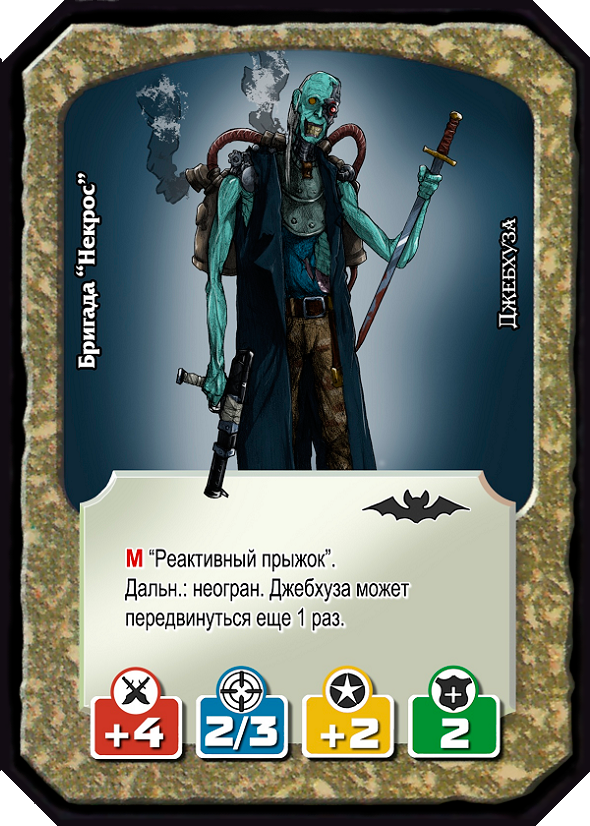 Бригада “Некрос”
Джебхуза
М “Реактивный прыжок”.
Дальн.: неогран. Джебхуза может
передвинуться еще 1 раз.
+4
2/3
+2
2